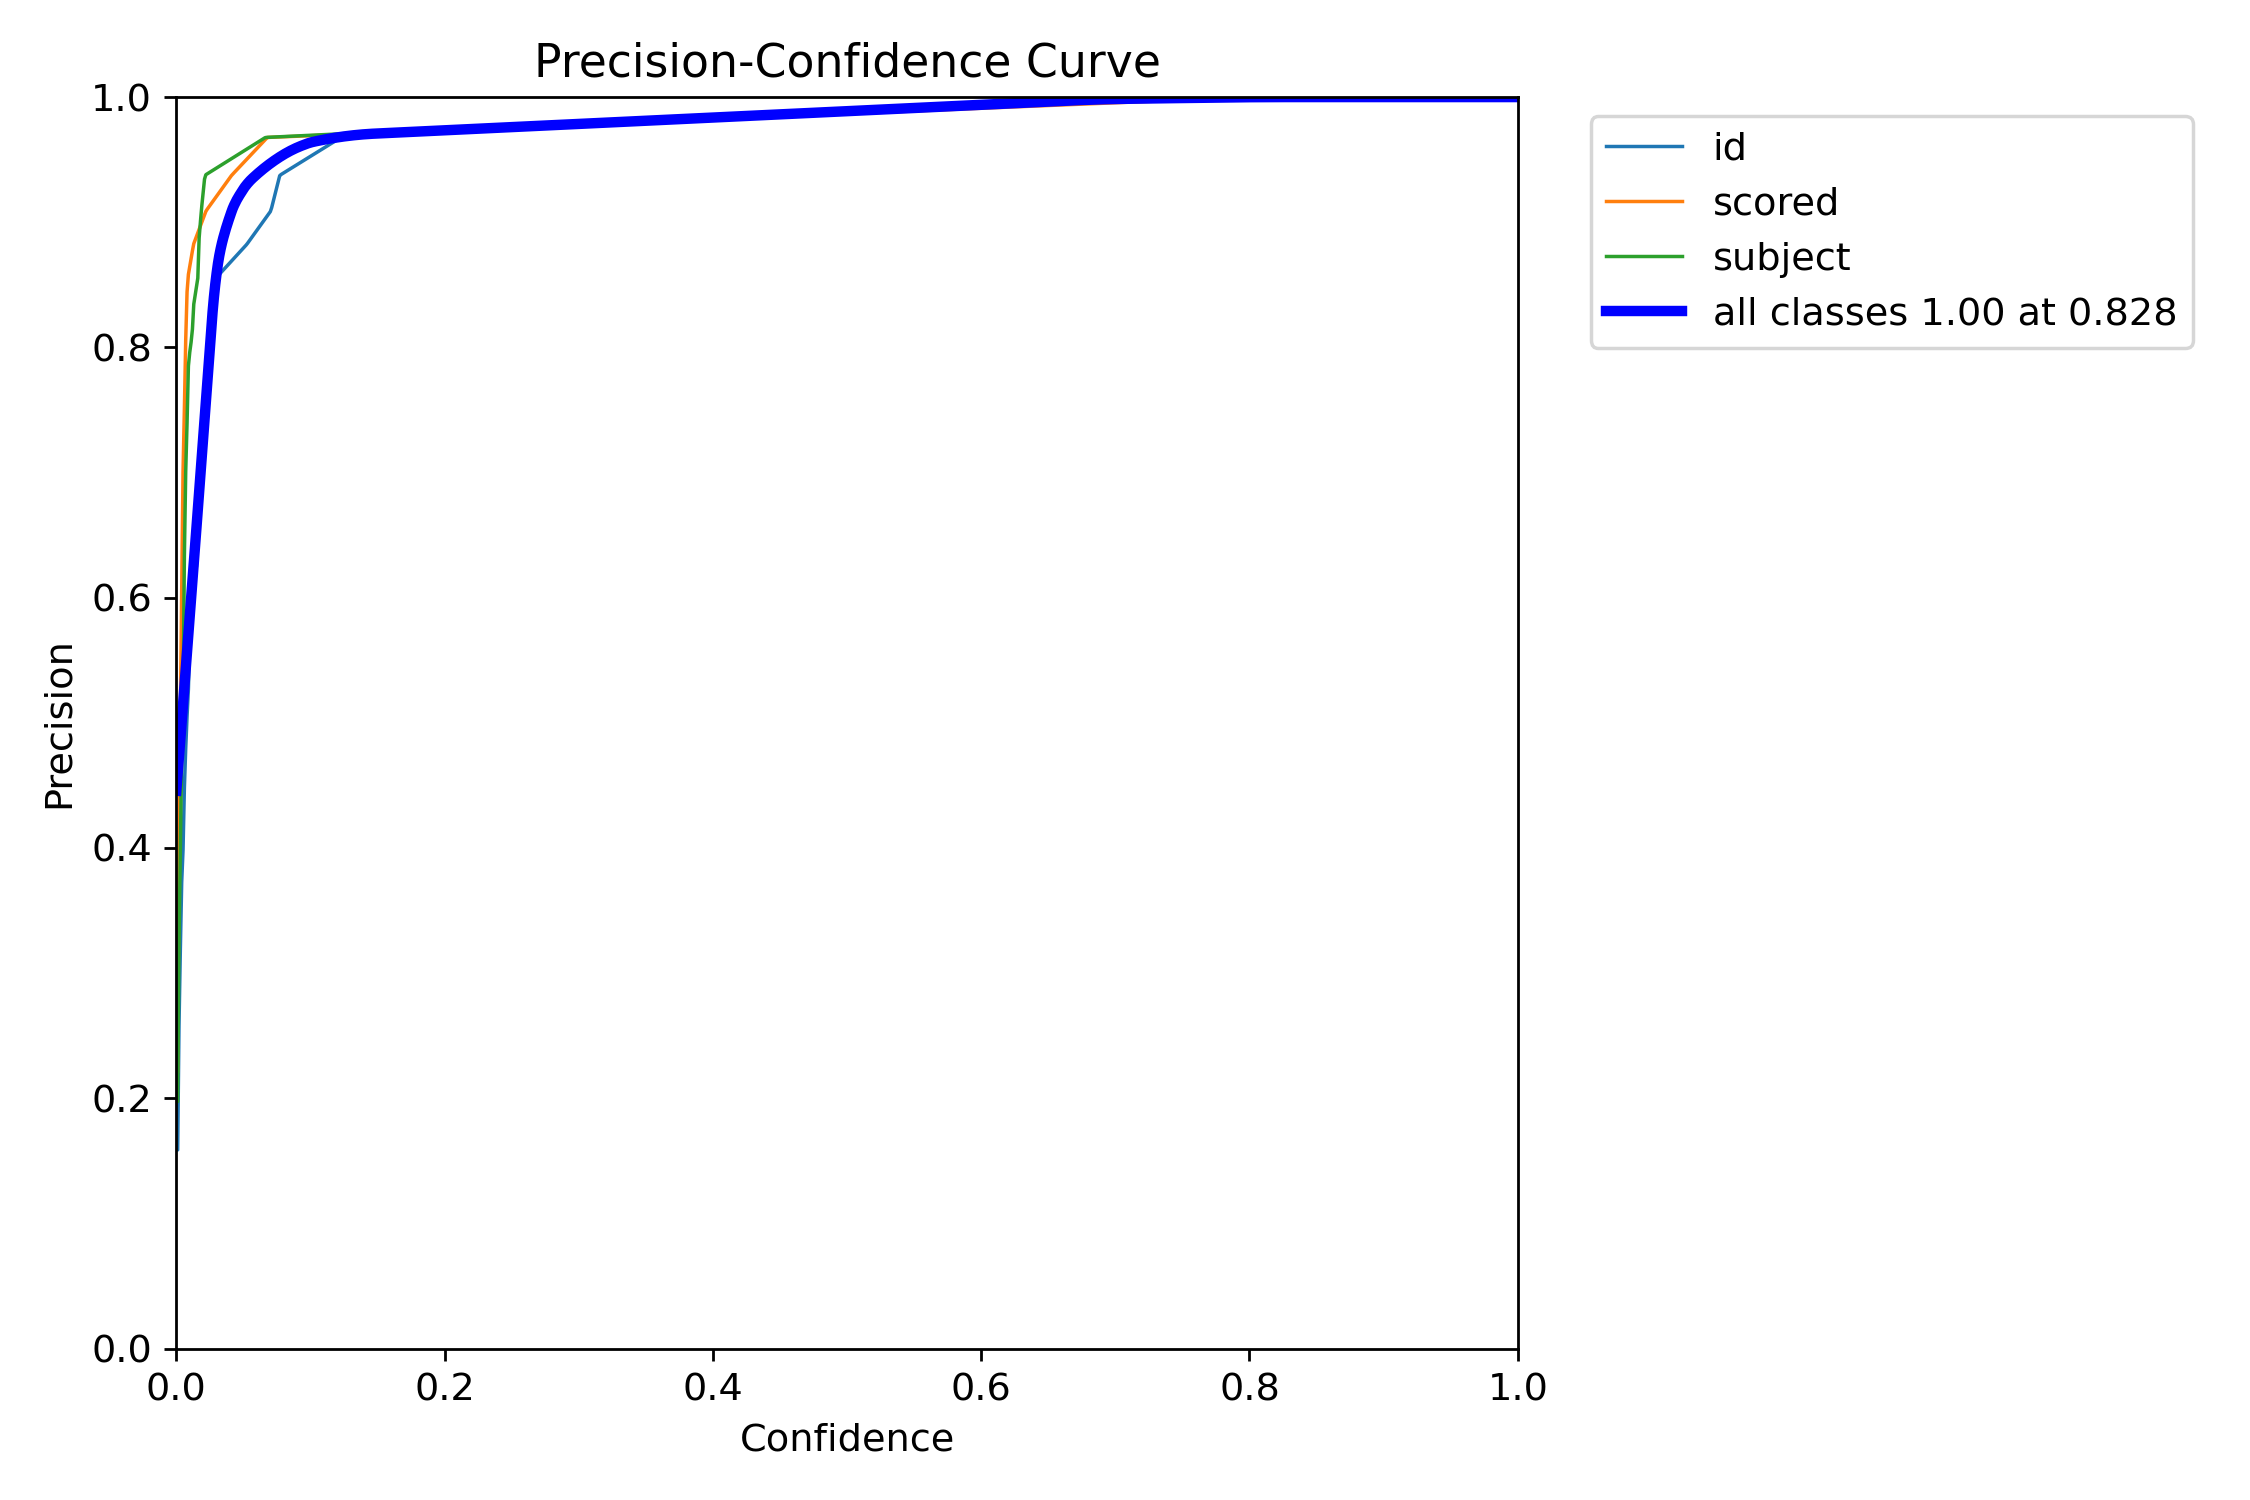 Precision-Confidence Curve
1.0
0.8
0.6
0.4
0.2
0.0
Precision
0.0 0.2 0.4 0.6 0.8 1.0
Confidence
id
scored
subject
all classes 1.00 at 0.828